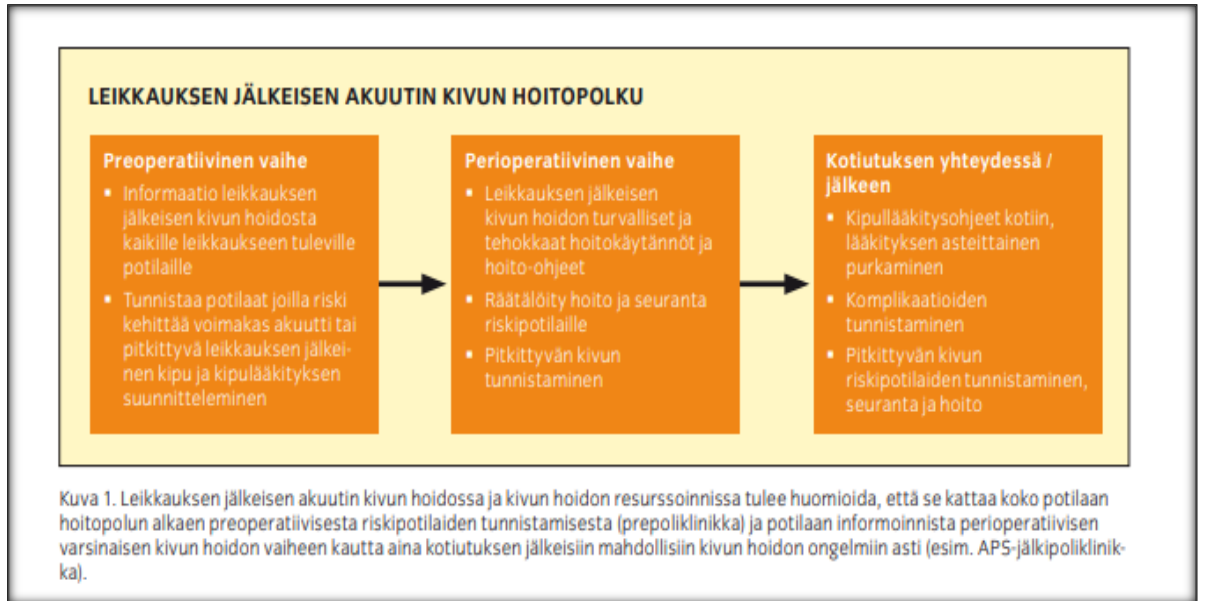 LEIKKAUKSEN JÄLKEISEN AKUUTIN KIVUN HOITOPOLKU
Preoperatiivinen vaihe
▪ Informaatio leikkauksen
jälkeisen kivun hoidosta
kaikille leikkaukseen tuleville
potilaille
▪ Tunnistaa potilaat joilla riski
kehittää voimakas akuutti tai
pitkittyvä leikkauksen jälkei-
nen kipu ja kipulääkityksen
suunnitteleminen
Perioperatiivinen vaihe
▪ Leikkauksen jälkeisen
kivun hoidon turvalliset ja
tehokkaat hoitokäytännöt ja
hoito-ohjeet
▪ Räätälöity hoito ja seuranta
riskipotilaille
▪ Pitkittyvän kivun
tunnistaminen
Kotiutuksen yhteydessä /
jälkeen
▪ Kipullääkitysohjeet kotiin,
lääkityksen asteittainen
purkaminen
▪ Komplikaatioiden
tunnistaminen
▪ Pitkittyvän kivun
riskipotilaiden tunnistaminen,
seuranta ja hoito
Kuva 1. Leikkauksen jälkeisen akuutin kivun hoidossa ja kivun hoidon resurssoinnissa tulee huomioida, että se kattaa koko potilaan
hoitopolun alkaen preoperatiivisesta riskipotilaiden tunnistamisesta (prepoliklinikka) ja potilaan informoinnista perioperatiivisen
varsinaisen kivun hoidon vaiheen kautta aina kotiutuksen jälkeisiin mahdollisiin kivun hoidon ongelmiin asti (esim. APS-jälkipoliklinik-
ka).